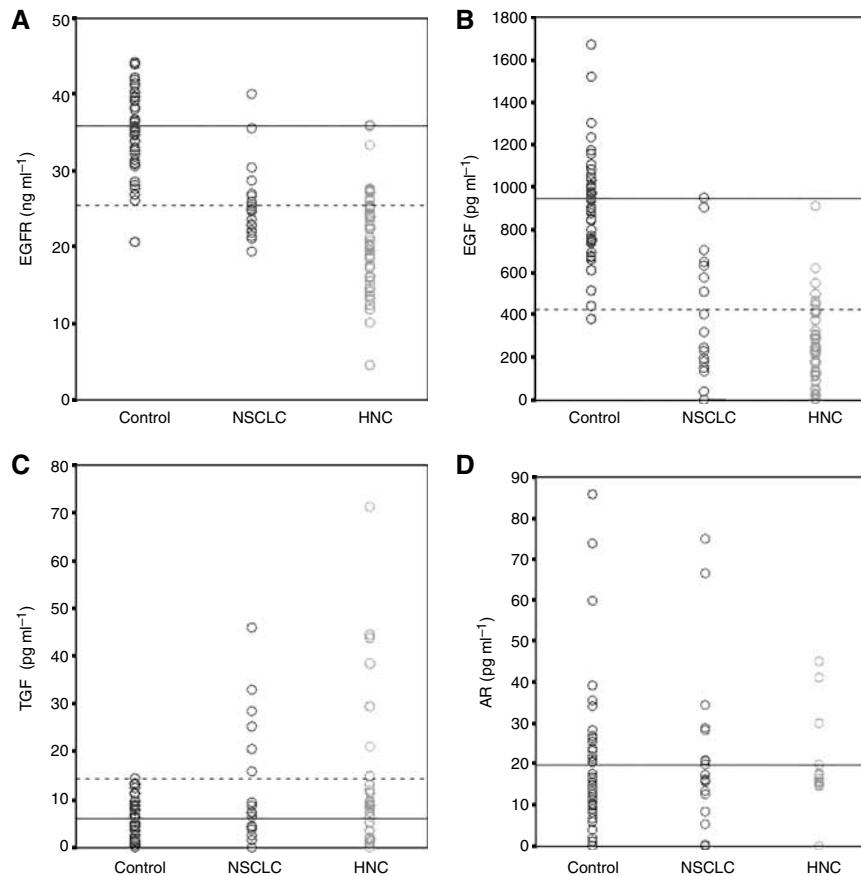 A
50
40
30
20
10
0
EGFR (ng ml⁻¹)
Control NSCLC HNC
B
1800
1600
1400
1200
1000
800
600
400
200
0
EGF (pg ml⁻¹)
Control NSCLC HNC
C
80
70
60
50
40
30
20
10
0
TGF (pg ml⁻¹)
Control NSCLC HNC
D
90
80
70
60
50
40
30
20
10
0
AR (pg ml⁻¹)
Control NSCLC HNC